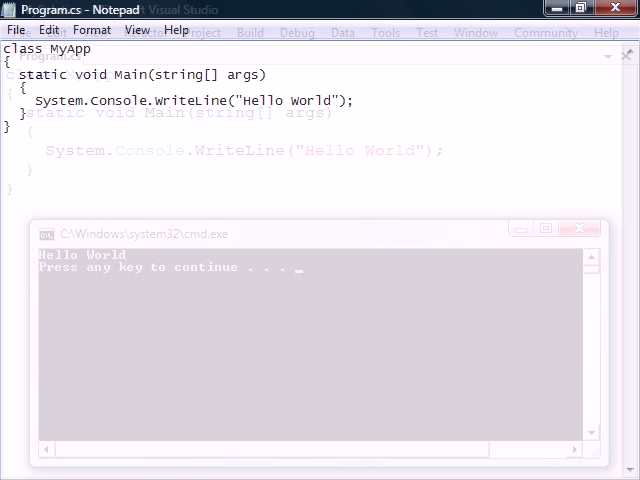 Program.cs - Notepad
Visual Studio
File Edit Format View Help
Project Build Debug Data Tools Test Window Community Help
Program.cs
class MyApp
{
static void Main(string[] args)
{
System.Console.WriteLine("Hello World");
}
}
{
static void Main(string[] args)
{
System.Console.WriteLine("Hello World");
}
}
C:\Windows\system32\cmd.exe
Hello World
Press any key to continue . . . _